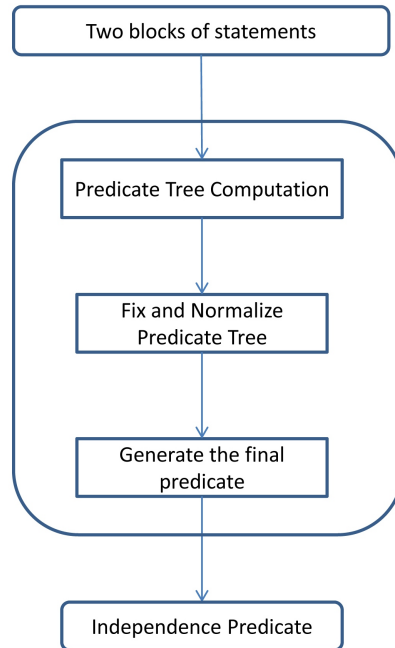 Two blocks of statements
Predicate Tree Computation
Fix and Normalize
Predicate Tree
Generate the final
predicate
Independence Predicate